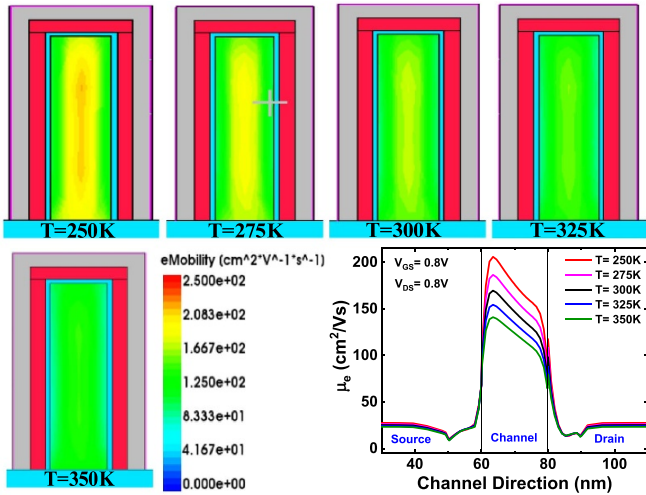 T=250K
T=275K
T=300K
T=325K
T=350K
eMobility (cm^2*V^-1*s^-1)
2.500e+02
2.083e+02
1.667e+02
1.250e+02
8.333e+01
4.167e+01
0.000e+00
V_GS= 0.8V
V_DS= 0.8V
T= 250K
T= 275K
T= 300K
T= 325K
T= 350K
μe (cm²/Vs)
200
150
100
50
0
Source
Channel
Drain
40
60
80
100
Channel Direction (nm)